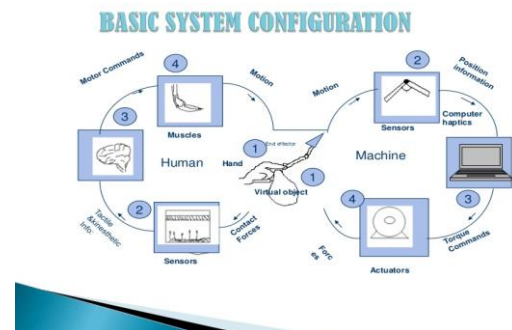 BASIC SYSTEM CONFIGURATION
Motor Commands
4
Motion
Muscles
3
Human
2
Tactile
&kinesthetic
Info:
Sensors
Contact
Forces
1
Hand
End effector
1
Virtual object
Motion
2
Sensors
Position
information
Computer
haptics
Machine
3
Torque
Commands
4
Actuators
Forc
es